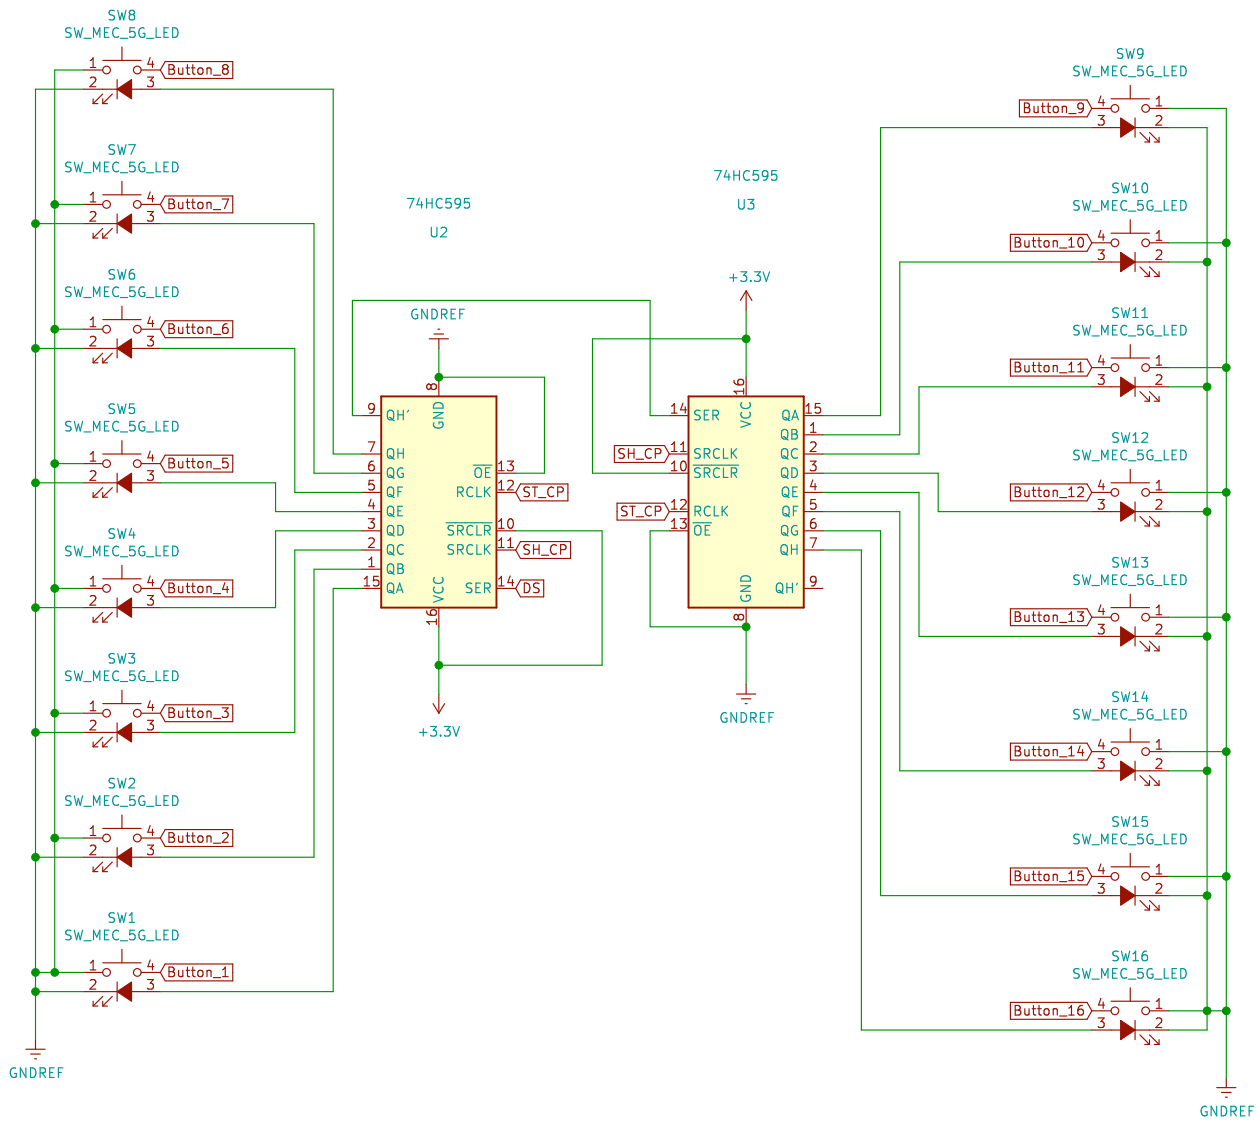 SW8
SW_MEC_5G_LED
1 4 Button_8
2 3
SW7
SW_MEC_5G_LED
1 4 Button_7
2 3
SW6
SW_MEC_5G_LED
1 4 Button_6
2 3
SW5
SW_MEC_5G_LED
1 4 Button_5
2 3
SW4
SW_MEC_5G_LED
1 4 Button_4
2 3
SW3
SW_MEC_5G_LED
1 4 Button_3
2 3
SW2
SW_MEC_5G_LED
1 4 Button_2
2 3
SW1
SW_MEC_5G_LED
1 4 Button_1
2 3
GNDREF
74HC595
U2
GNDREF
8
GND
9 QH'
7 QH
6 QG
5 QF
4 QE
3 QD
2 QC
1 QB
15 QA
OE 13
RCLK 12 ST_CP
SRCLR 10
SRCLK 11 SH_CP
SER 14 DS
VCC
16
+3.3V
74HC595
U3
+3.3V
16
VCC
14 SER
SH_CP 11 SRCLK
10 SRCLR
ST_CP 12 RCLK
13 OE
QA 15
QB 1
QC 2
QD 3
QE 4
QF 5
QG 6
QH 7
QH' 9
GND
8
GNDREF
SW9
SW_MEC_5G_LED
Button_9 4 1
3 2
SW10
SW_MEC_5G_LED
Button_10 4 1
3 2
SW11
SW_MEC_5G_LED
Button_11 4 1
3 2
SW12
SW_MEC_5G_LED
Button_12 4 1
3 2
SW13
SW_MEC_5G_LED
Button_13 4 1
3 2
SW14
SW_MEC_5G_LED
Button_14 4 1
3 2
SW15
SW_MEC_5G_LED
Button_15 4 1
3 2
SW16
SW_MEC_5G_LED
Button_16 4 1
3 2
GNDREF